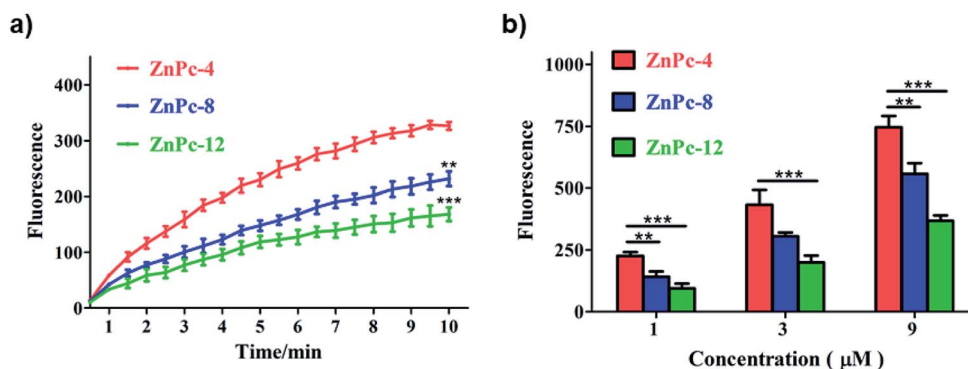 a)
Fluorescence
400
300
200
100
0
ZnPc-4
ZnPc-8
ZnPc-12
**
***
1 2 3 4 5 6 7 8 9 10
Time/min
b)
Fluorescence
1000
750
500
250
0
ZnPc-4
ZnPc-8
ZnPc-12
***
**
***
***
**
1 3 9
Concentration ( μM )